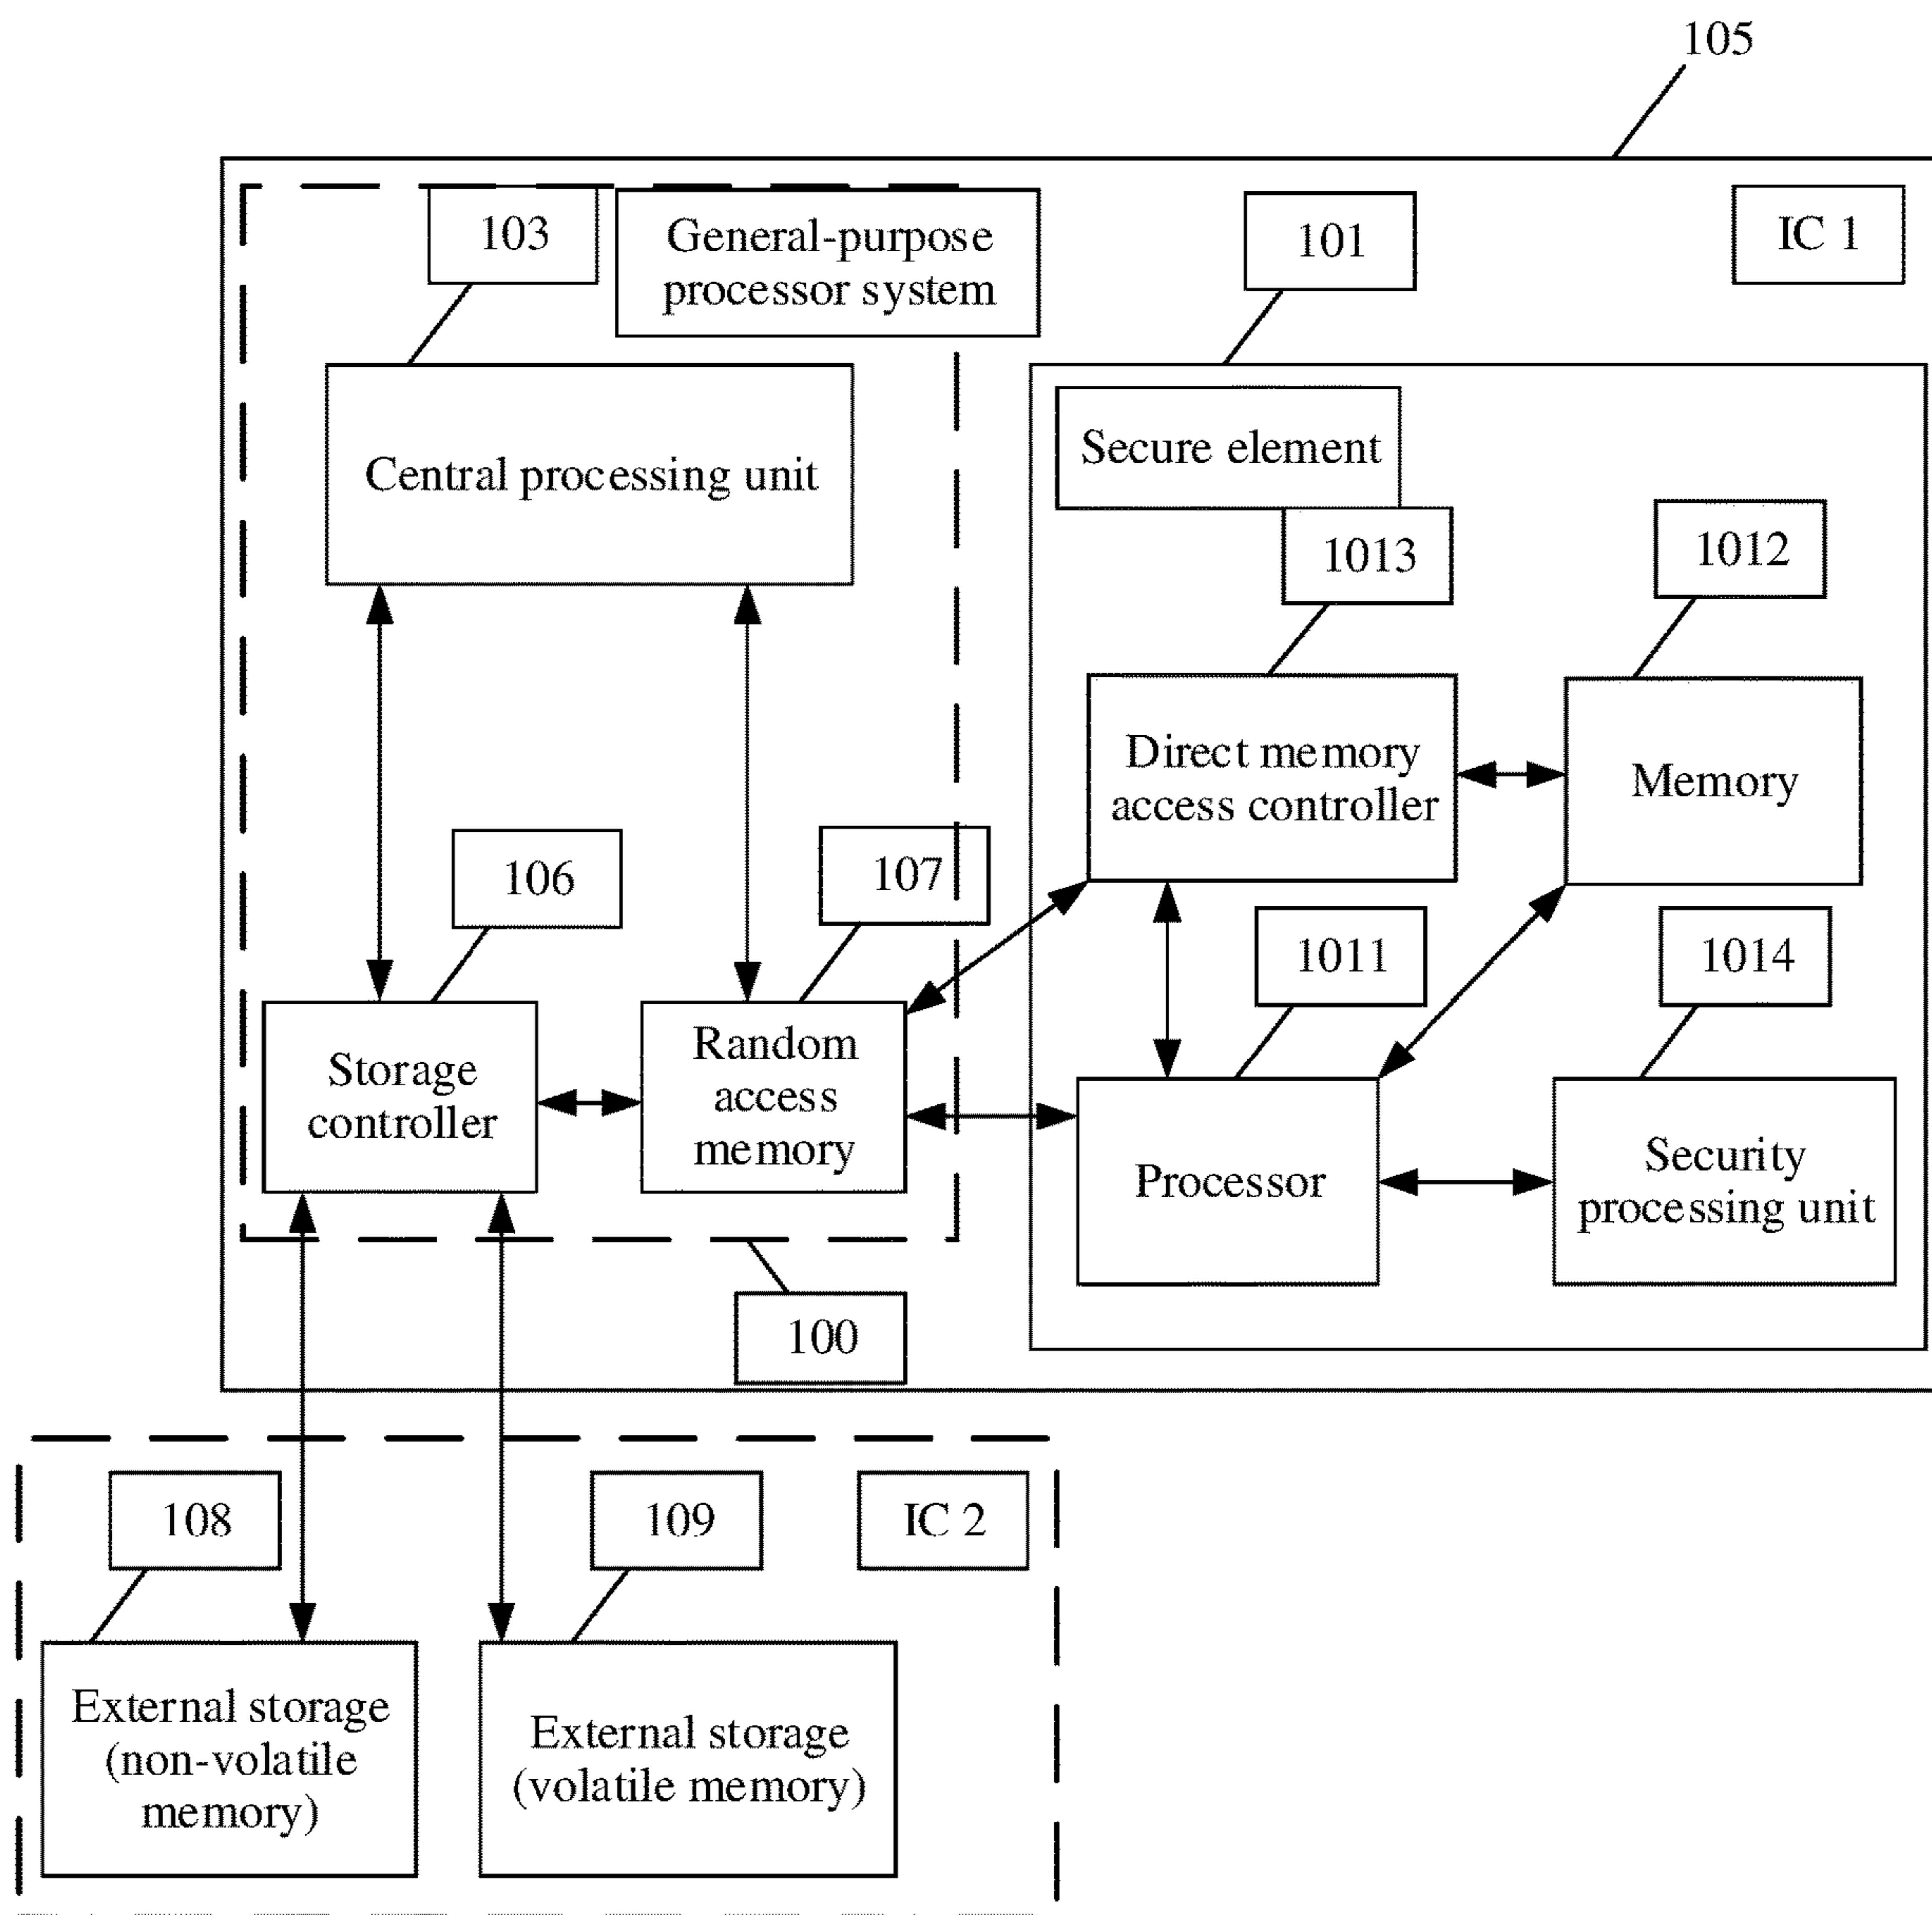 105
103
General-purpose
processor system
101
IC 1
Central processing unit
Secure element
1013
1012
Direct memory
access controller
Memory
106
107
1011
1014
Storage
controller
Random
access
memory
Processor
Security
processing unit
100
108
109
IC 2
External storage
(non-volatile
memory)
External storage
(volatile memory)